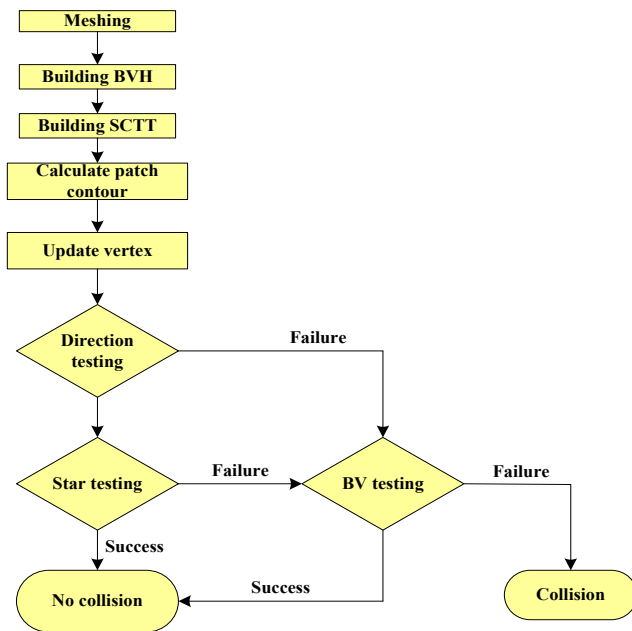 Meshing
Building BVH
Building SCTT
Calculate patch
contour
Update vertex
Direction
testing
Failure
Star testing
Failure
BV testing
Failure
Success
No collision
Success
Collision